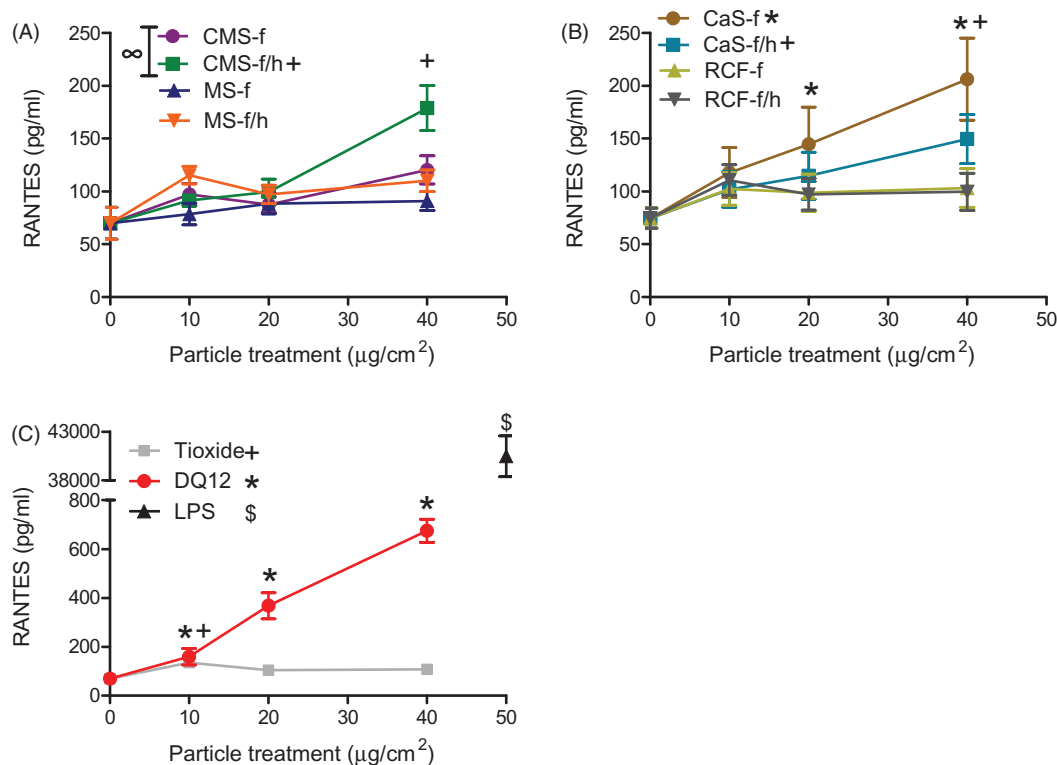 (A)
∞
CMS-f
CMS-f/h +
MS-f
MS-f/h
+
250
200
150
100
50
0
RANTES (pg/ml)
0 10 20 30 40 50
Particle treatment (μg/cm²)
(B)
CaS-f *
CaS-f/h +
RCF-f
RCF-f/h
*
* +
250
200
150
100
50
0
RANTES (pg/ml)
0 10 20 30 40 50
Particle treatment (μg/cm²)
(C)
Tioxide +
DQ12 *
LPS $
$
* +
*
*
43000
38000
800
600
400
200
0
RANTES (pg/ml)
0 10 20 30 40 50
Particle treatment (μg/cm²)